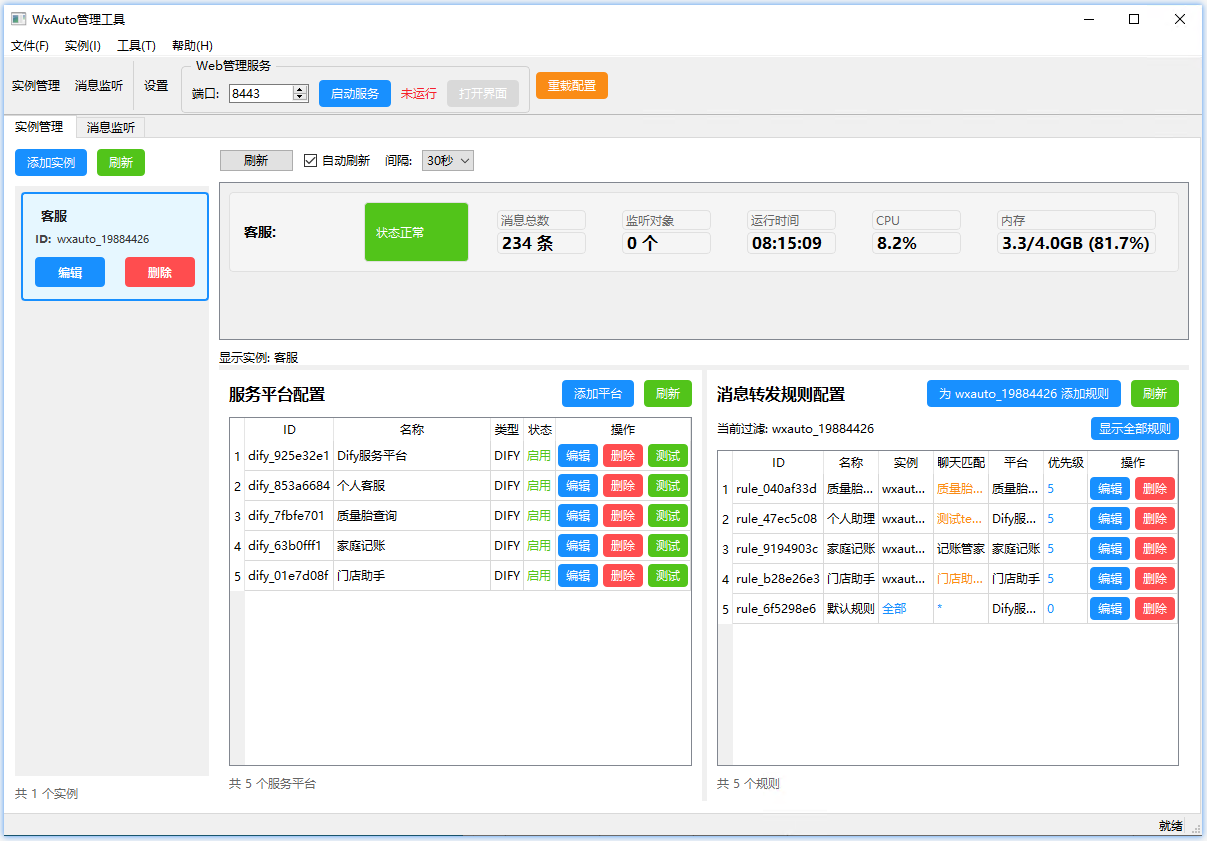 WxAuto管理工具
文件(F) 实例(I) 工具(T) 帮助(H)
Web管理服务
实例管理 消息监听 设置 端口: 8443 启动服务 未运行 打开界面 重载配置
实例管理 消息监听
添加实例 刷新
刷新 自动刷新 间隔: 30秒
客服
ID: wxauto_19884426
编辑 删除
客服:
状态正常
消息总数
234 条
监听对象
0 个
运行时间
08:15:09
CPU
8.2%
内存
3.3/4.0GB (81.7%)
显示实例: 客服
服务平台配置 添加平台 刷新
ID 名称 类型 状态 操作
1 dify_925e32e1 Dify服务平台 DIFY 启用 编辑 删除 测试
2 dify_853a6684 个人客服 DIFY 启用 编辑 删除 测试
3 dify_7fbfe701 质量胎查询 DIFY 启用 编辑 删除 测试
4 dify_63b0fff1 家庭记账 DIFY 启用 编辑 删除 测试
5 dify_01e7d08f 门店助手 DIFY 启用 编辑 删除 测试
共 5 个服务平台
消息转发规则配置 为 wxauto_19884426 添加规则 刷新
当前过滤: wxauto_19884426 显示全部规则
ID 名称 实例 聊天匹配 平台 优先级 操作
1 rule_040af33d 质量胎... wxaut... 质量胎... 质量胎... 5 编辑 删除
2 rule_47ec5c08 个人助理 wxaut... 测试te... Dify服... 5 编辑 删除
3 rule_9194903c 家庭记账 wxaut... 记账管家 家庭记账 5 编辑 删除
4 rule_b28e26e3 门店助手 wxaut... 门店助... 门店助手 5 编辑 删除
5 rule_6f5298e6 默认规则 全部 * Dify服... 0 编辑 删除
共 5 个规则
共 1 个实例
就绪